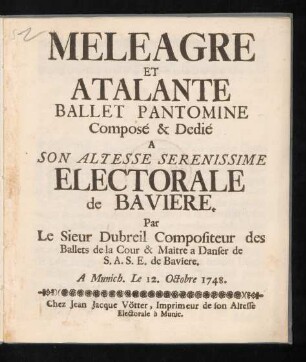 MELEAGRE
ET
ATALANTE
BALLET PANTOMINE
Composé & Dedié
A
SON ALTESSE SERENISSIME
ELECTORALE
de BAVIERE.
Par
Le Sieur Dubreil Compositeur des
Ballets de la Cour & Maitre a Danser de
S. A. S. E. de Baviere.
A Munich. Le 12. Octobre 1748.
Chez Jean Jacque Vötter, Imprimeur de son Altesse
Electorale à Munic.